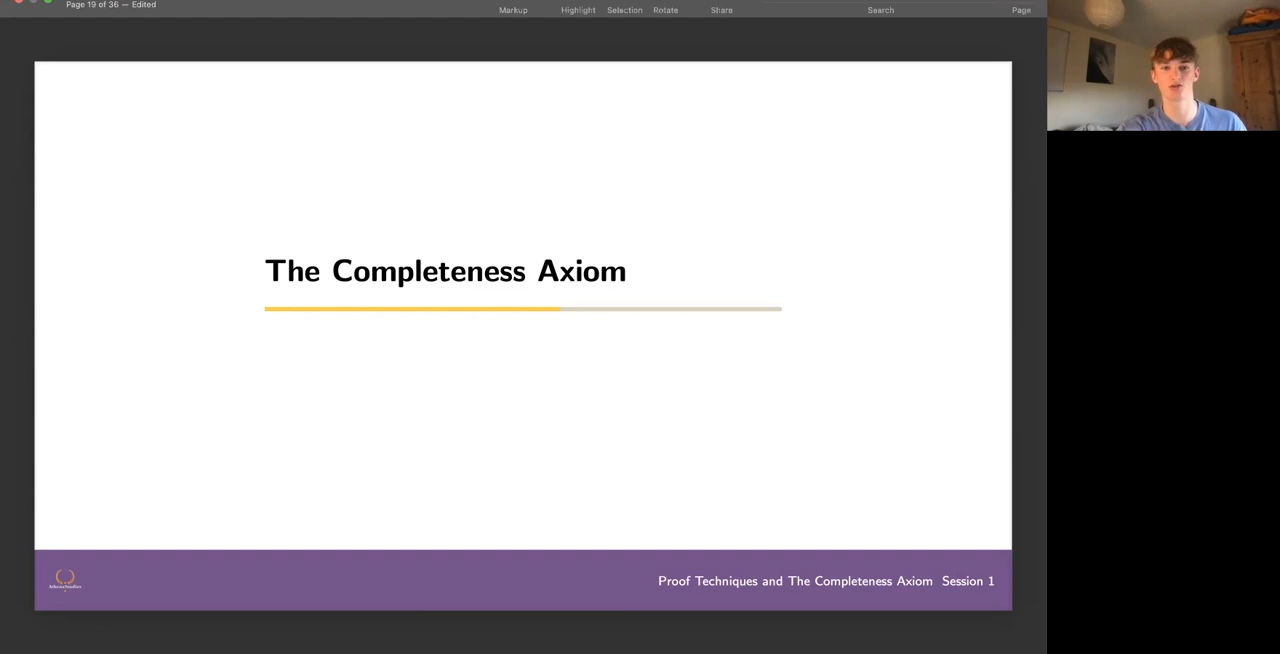 Page 19 of 36 — Edited
Markup Highlight Selection Rotate Share Search Page
The Completeness Axiom
AthenaStudies
Proof Techniques and The Completeness Axiom Session 1